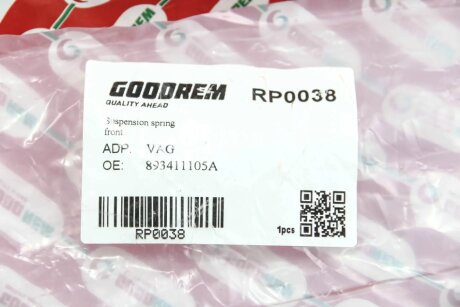 GOODREM
QUALITY AHEAD
RP0038
Suspension spring
front
ADP: VAG
OE: 893411105A
RP0038
1pcs